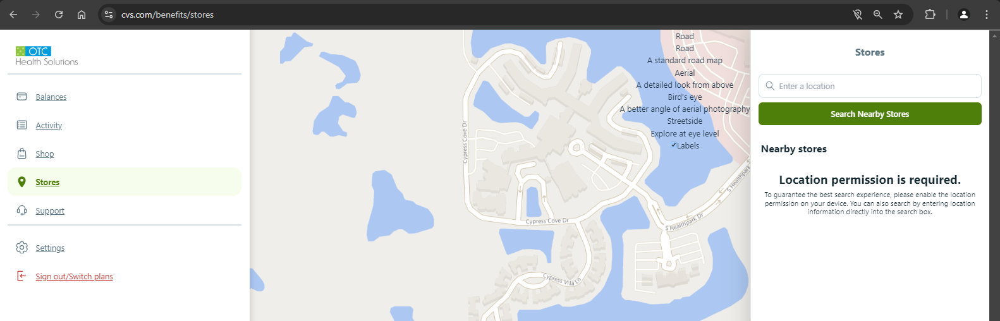 cvs.com/benefits/stores
OTC
Health Solutions
Balances
Activity
Shop
Stores
Support
Settings
Sign out/Switch plans
Road
Road
A standard road map
Aerial
A detailed look from above
Bird's eye
A better angle of aerial photography
Streetside
Explore at eye level
Labels
Cypress Cove Dr
Cypress Cove Dr
S Healthpark Dr
S Healthpark Dr
Cypress Villa Ln
Stores
Enter a location
Search Nearby Stores
Nearby stores
Location permission is required.
To guarantee the best search experience, please enable the location
permission on your device. You can also search by entering location
information directly into the search box.